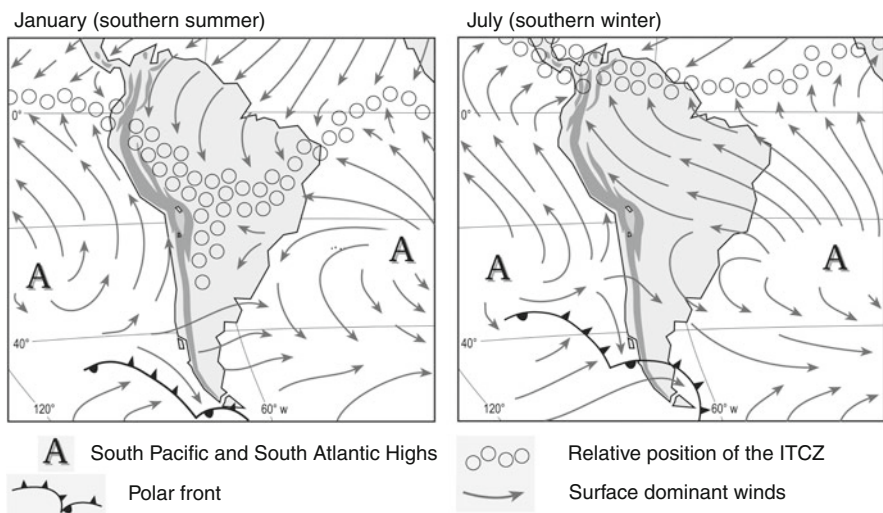 January (southern summer)
July (southern winter)
0°
A
A
40°
120°
60° W
0°
A
A
40°
120°
60° W
A South Pacific and South Atlantic Highs
Relative position of the ITCZ
Polar front
Surface dominant winds